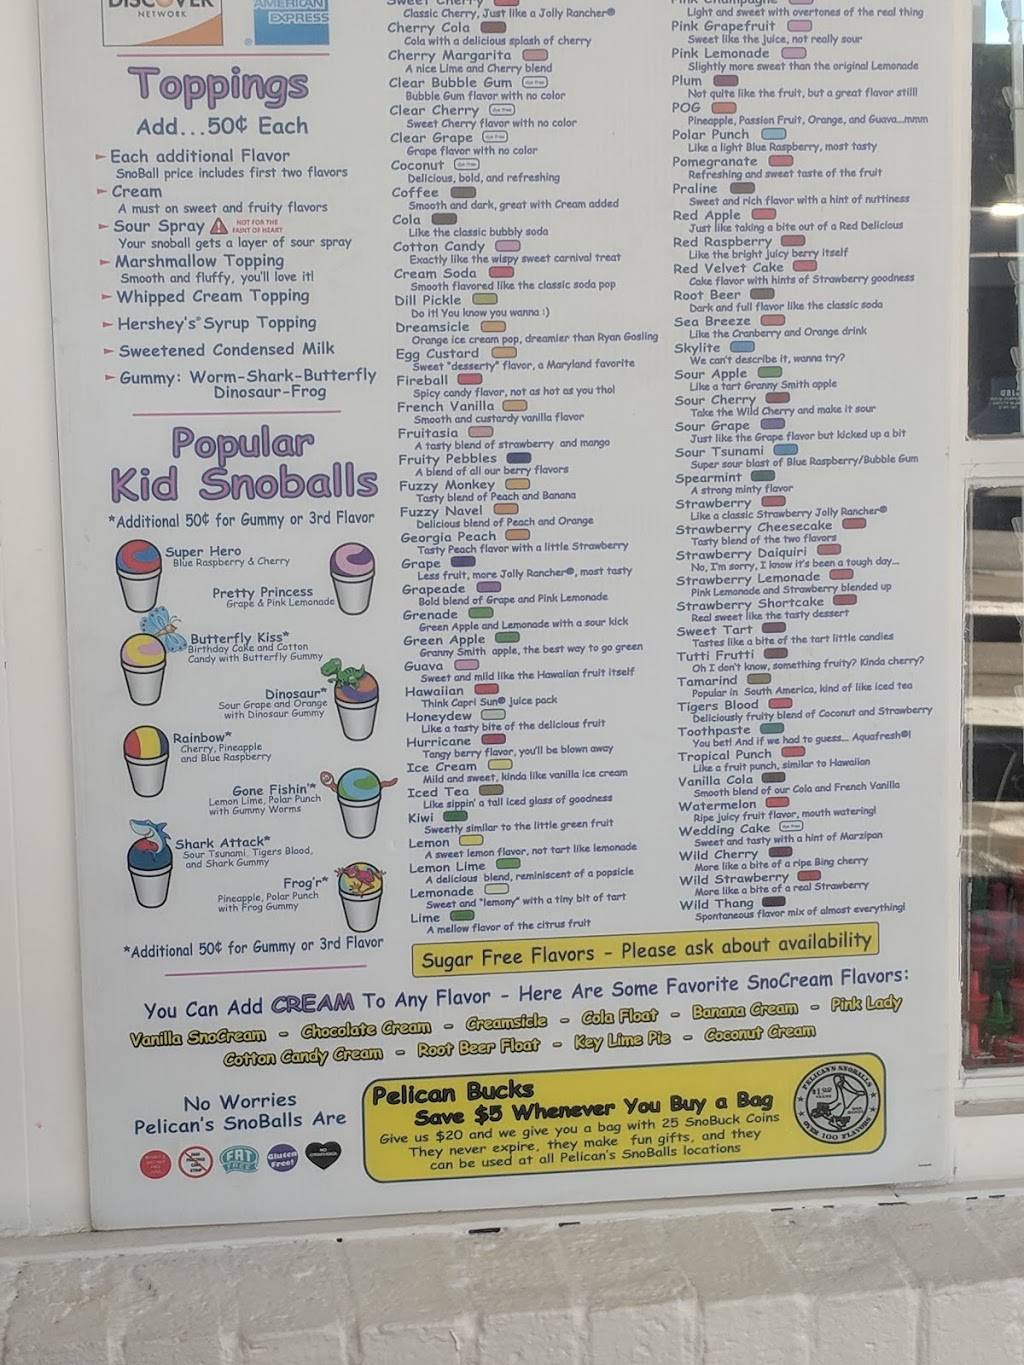 DISCOVER
NETWORK
AMERICAN
EXPRESS
Toppings
Add...50¢ Each
Each additional Flavor
SnoBall price includes first two flavors
Cream
A must on sweet and fruity flavors
Sour Spray NOT FOR THE
FAINT OF HEART
Your snoball gets a layer of sour spray
Marshmallow Topping
Smooth and fluffy, you'll love it!
Whipped Cream Topping
Hershey's® Syrup Topping
Sweetened Condensed Milk
Gummy: Worm-Shark-Butterfly
Dinosaur-Frog
Popular
Kid Snoballs
*Additional 50¢ for Gummy or 3rd Flavor
Super Hero
Blue Raspberry & Cherry
Pretty Princess
Grape & Pink Lemonade
Butterfly Kiss*
Birthday Cake and Cotton
Candy with Butterfly Gummy
Dinosaur*
Sour Grape and Orange
with Dinosaur Gummy
Rainbow*
Cherry, Pineapple
and Blue Raspberry
Gone Fishin'*
Lemon Lime, Polar Punch
with Gummy Worms
Shark Attack*
Sour Tsunami, Tigers Blood,
and Shark Gummy
Frog'r*
Pineapple, Polar Punch
with Frog Gummy
*Additional 50¢ for Gummy or 3rd Flavor
Sweet Cherry
Classic Cherry, Just like a Jolly Rancher®
Cherry Cola
Cola with a delicious splash of cherry
Cherry Margarita
A nice Lime and Cherry blend
Clear Bubble Gum dye free
Bubble Gum flavor with no color
Clear Cherry dye free
Sweet Cherry flavor with no color
Clear Grape dye free
Grape flavor with no color
Coconut dye free
Delicious, bold, and refreshing
Coffee
Smooth and dark, great with Cream added
Cola
Like the classic bubbly soda
Cotton Candy
Exactly like the wispy sweet carnival treat
Cream Soda
Smooth flavored like the classic soda pop
Dill Pickle
Do it! You know you wanna :)
Dreamsicle
Orange ice cream pop, dreamier than Ryan Gosling
Egg Custard
Sweet "desserty" flavor, a Maryland favorite
Fireball
Spicy candy flavor, not as hot as you tho!
French Vanilla
Smooth and custardy vanilla flavor
Fruitasia
A tasty blend of strawberry and mango
Fruity Pebbles
A blend of all our berry flavors
Fuzzy Monkey
Tasty blend of Peach and Banana
Fuzzy Navel
Delicious blend of Peach and Orange
Georgia Peach
Tasty Peach flavor with a little Strawberry
Grape
Less fruit, more Jolly Rancher®, most tasty
Grapeade
Bold blend of Grape and Pink Lemonade
Grenade
Green Apple and Lemonade with a sour kick
Green Apple
Granny Smith apple, the best way to go green
Guava
Sweet and mild like the Hawaiian fruit itself
Hawaiian
Think Capri Sun® juice pack
Honeydew
Like a tasty bite of the delicious fruit
Hurricane
Tangy berry flavor, you'll be blown away
Ice Cream
Mild and sweet, kinda like vanilla ice cream
Iced Tea
Like sippin' a tall iced glass of goodness
Kiwi
Sweetly similar to the little green fruit
Lemon
A sweet lemon flavor, not tart like lemonade
Lemon Lime
A delicious blend, reminiscent of a popsicle
Lemonade
Sweet and "lemony" with a tiny bit of tart
Lime
A mellow flavor of the citrus fruit
Pink Champagne
Light and sweet with overtones of the real thing
Pink Grapefruit
Sweet like the juice, not really sour
Pink Lemonade
Slightly more sweet than the original Lemonade
Plum
Not quite like the fruit, but a great flavor still!
POG
Pineapple, Passion Fruit, Orange, and Guava...mmm
Polar Punch
Like a light Blue Raspberry, most tasty
Pomegranate
Refreshing and sweet taste of the fruit
Praline
Sweet and rich flavor with a hint of nuttiness
Red Apple
Just like taking a bite out of a Red Delicious
Red Raspberry
Like the bright juicy berry itself
Red Velvet Cake
Cake flavor with hints of Strawberry goodness
Root Beer
Dark and full flavor like the classic soda
Sea Breeze
Like the Cranberry and Orange drink
Skylite
We can't describe it, wanna try?
Sour Apple
Like a tart Granny Smith apple
Sour Cherry
Take the Wild Cherry and make it sour
Sour Grape
Just like the Grape flavor but kicked up a bit
Sour Tsunami
Super sour blast of Blue Raspberry/Bubble Gum
Spearmint
A strong minty flavor
Strawberry
Like a classic Strawberry Jolly Rancher®
Strawberry Cheesecake
Tasty blend of the two flavors
Strawberry Daiquiri
No, I'm sorry, I know it's been a tough day...
Strawberry Lemonade
Pink Lemonade and Strawberry blended up
Strawberry Shortcake
Real sweet like the tasty dessert
Sweet Tart
Tastes like a bite of the tart little candies
Tutti Frutti
Oh I don't know, something fruity? Kinda cherry?
Tamarind
Popular in South America, kind of like iced tea
Tigers Blood
Deliciously fruity blend of Coconut and Strawberry
Toothpaste
You bet! And if we had to guess... Aquafresh®!
Tropical Punch
Like a fruit punch, similar to Hawaiian
Vanilla Cola
Smooth blend of our Cola and French Vanilla
Watermelon
Ripe juicy fruit flavor, mouth watering!
Wedding Cake dye free
Sweet and tasty with a hint of Marzipan
Wild Cherry
More like a bite of a ripe Bing cherry
Wild Strawberry
More like a bite of a real Strawberry
Wild Thang
Spontaneous flavor mix of almost everything!
Sugar Free Flavors - Please ask about availability
You Can Add CREAM To Any Flavor - Here Are Some Favorite SnoCream Flavors:
Vanilla SnoCream - Chocolate Cream - Creamsicle - Cola Float - Banana Cream - Pink Lady
Cotton Candy Cream - Root Beer Float - Key Lime Pie - Coconut Cream
No Worries
Pelican's SnoBalls Are
FAT
FREE
Gluten
Free!
Pelican Bucks
Save $5 Whenever You Buy a Bag
Give us $20 and we give you a bag with 25 SnoBuck Coins
They never expire, they make fun gifts, and they
can be used at all Pelican's SnoBalls locations
PELICAN'S SNOBALLS
OVER 100 FLAVORS